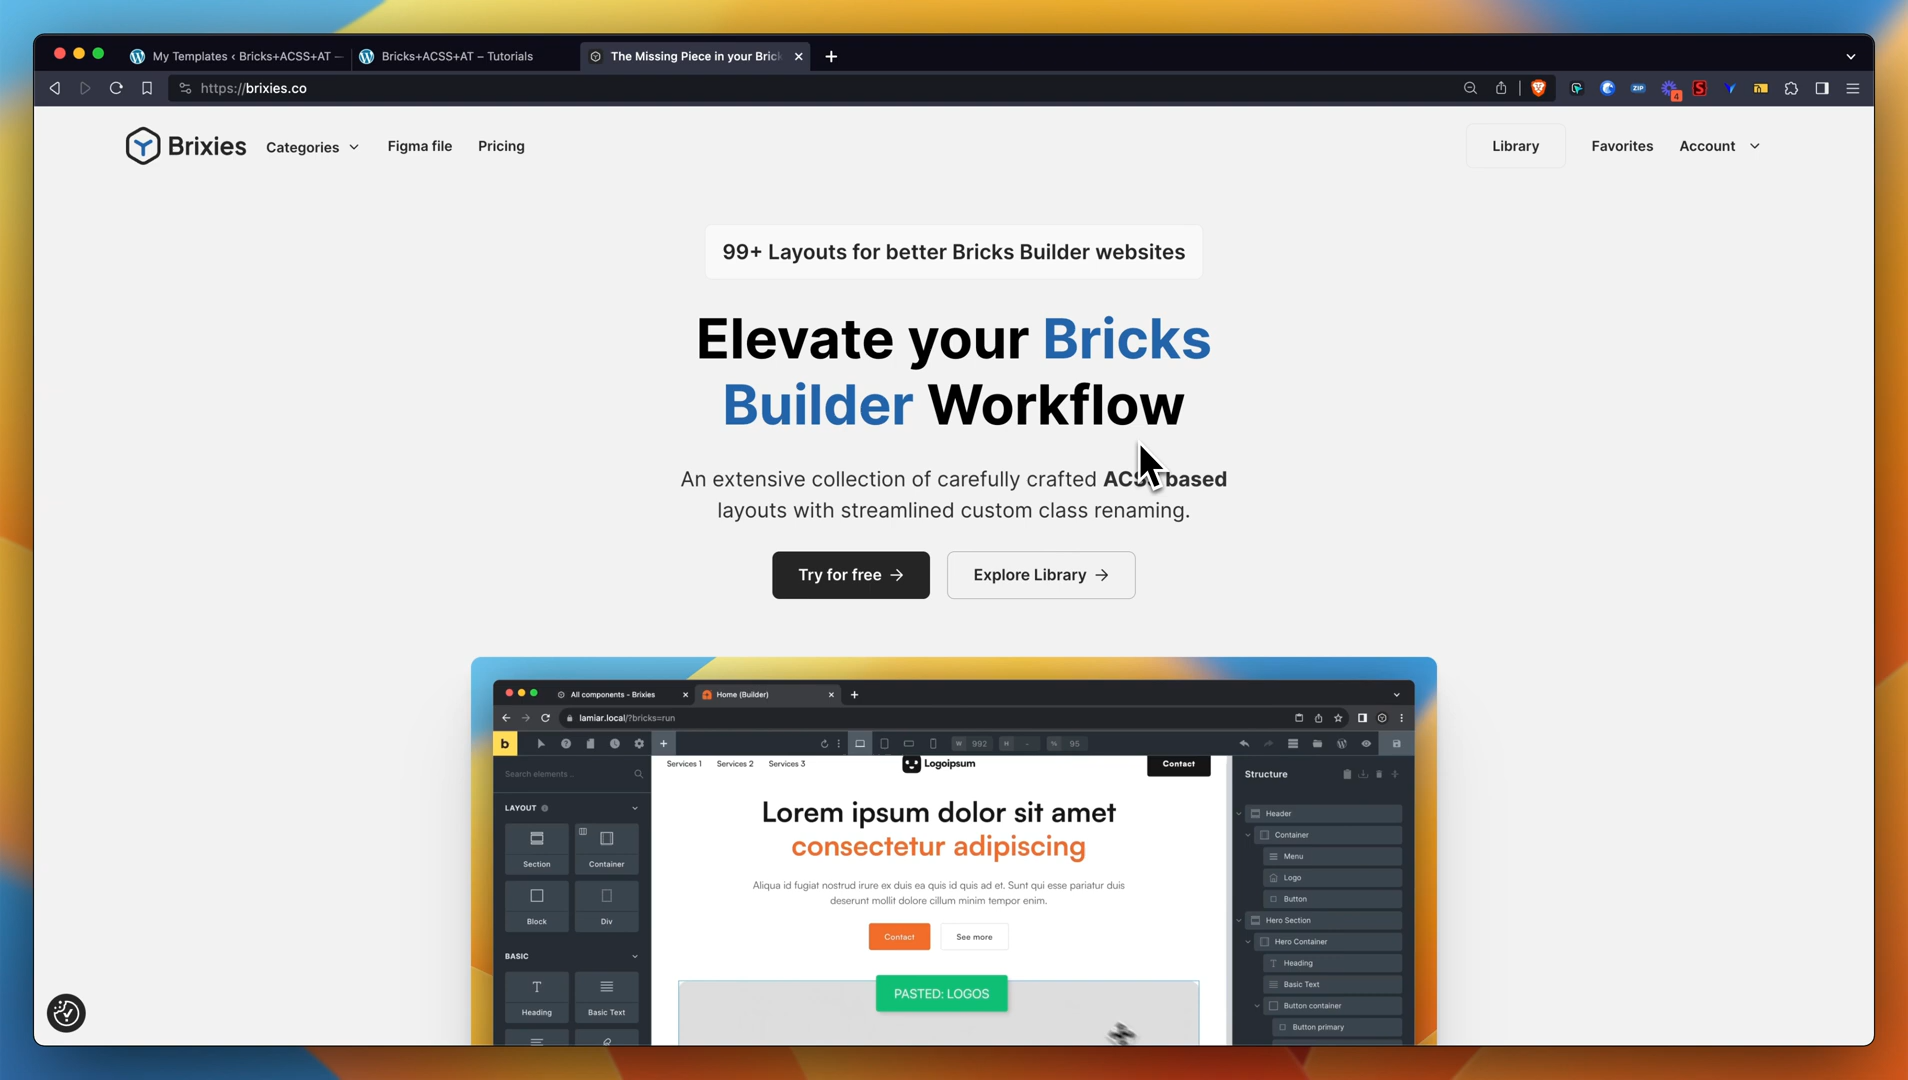 My Templates ‹ Bricks+ACSS+AT —
Bricks+ACSS+AT – Tutorials
The Missing Piece in your Bric
https://brixies.co
ZIP
4
S
Brixies
Categories
Figma file
Pricing
Library
Favorites
Account
99+ Layouts for better Bricks Builder websites
Elevate your Bricks
Builder Workflow
An extensive collection of carefully crafted ACSS based
layouts with streamlined custom class renaming.
Try for free →
Explore Library →
All components - Brixies
Home (Builder)
lamiar.local/?bricks=run
b
W 992
H -
% 95
Search elements ..
LAYOUT
Section
Container
Block
Div
BASIC
Heading
Basic Text
Services 1
Services 2
Services 3
Logoipsum
Contact
Lorem ipsum dolor sit amet
consectetur adipiscing
Aliqua id fugiat nostrud irure ex duis ea quis id quis ad et. Sunt qui esse pariatur duis
deserunt mollit dolore cillum minim tempor enim.
Contact
See more
PASTED: LOGOS
Structure
Header
Container
Menu
Logo
Button
Hero Section
Hero Container
Heading
Basic Text
Button container
Button primary